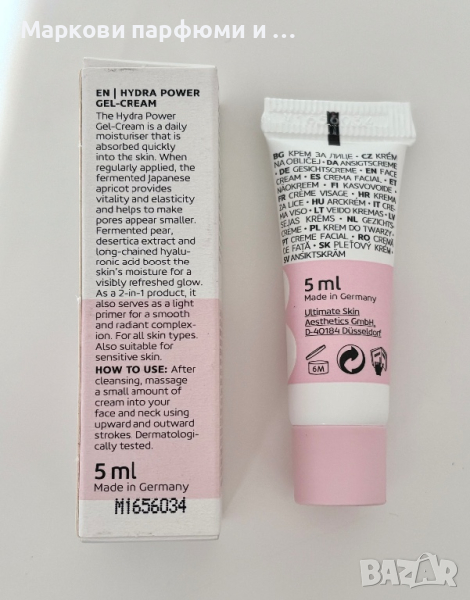 Маркови парфюми и ...
EN | HYDRA POWER
GEL-CREAM
The Hydra Power
Gel-Cream is a daily
moisturiser that is
absorbed quickly
into the skin. When
regularly applied, the
fermented Japanese
apricot provides
vitality and elasticity
and helps to make
pores appear smaller.
Fermented pear,
desertica extract and
long-chained hyalu-
ronic acid boost the
skin's moisture for a
visibly refreshed glow.
As a 2-in-1 product, it
also serves as a light
primer for a smooth
and radiant complex-
ion. For all skin types.
Also suitable for
sensitive skin.
HOW TO USE: After
cleansing, massage
a small amount of
cream into your
face and neck using
upward and outward
strokes. Dermatologi-
cally tested.
5 ml
Made in Germany
M1656034
BG КРЕМ ЗА ЛИЦЕ • CZ KRÉM
NA OBLIČEJ • DA ANSIGTSCREME
• DE GESICHTSCREME • EN FACE
CREAM • ES CREMA FACIAL • ET
NÄOKREEM • FI KASVOVOIDE •
FR CRÈME VISAGE • HR KREMA
ZA LICE • HU ARCKRÉM • IT CRE-
MA VISO • LT VEIDO KREMAS • LV
SEJAS KRĒMS • NL GEZICHTS-
CRÈME • PL KREM DO TWARZY •
PT CREME FACIAL • RO CREMĂ
DE FAȚĂ • SK PLEŤOVÝ KRÉM •
SV ANSIKTSKRÄM
5 ml
Made in Germany
Ultimate Skin
Aesthetics GmbH,
D-40184 Düsseldorf
6M
BAZAR